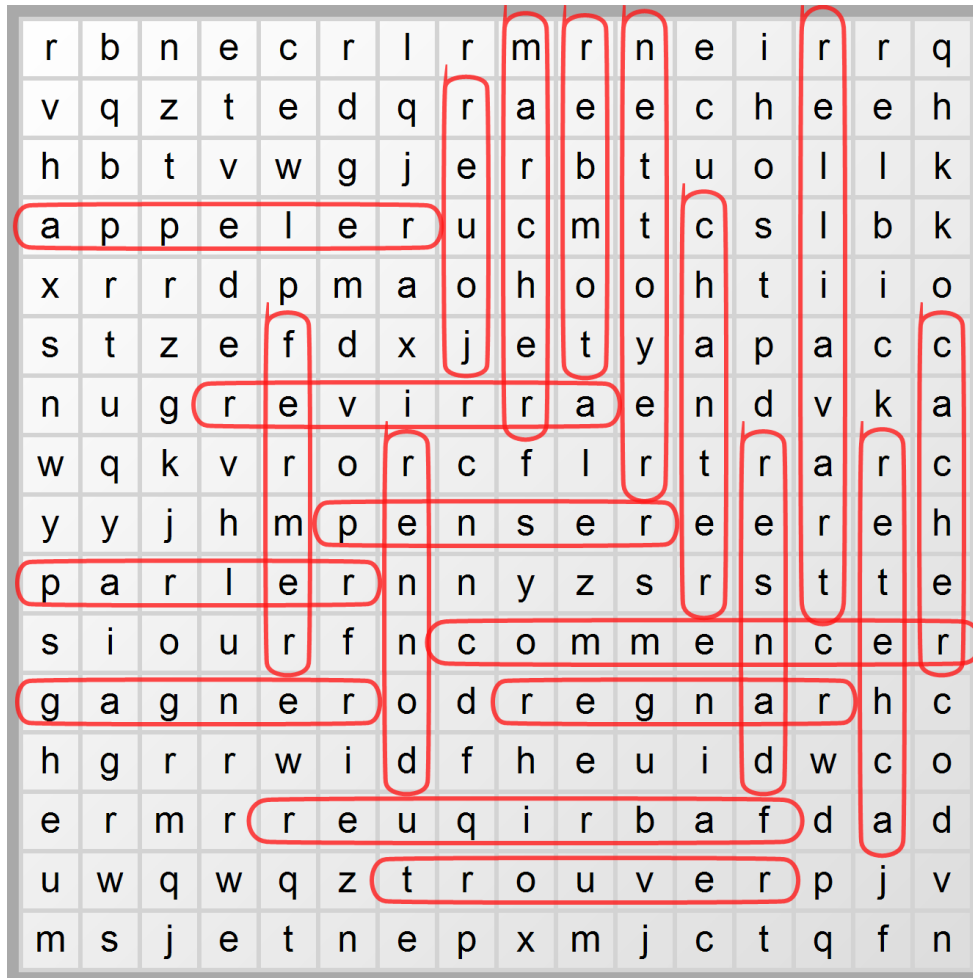 r b n e c r l r m r n e i r r q
v q z t e d q r a e e c h e e h
h b t v w g j e r b t u o l l k
a p p e l e r u c m t c s l b k
x r r d p m a o h o o h t i i o
s t z e f d x j e t y a p a c c
n u g r e v i r r a e n d v k a
w q k v r o r c f l r t r a r c
y y j h m p e n s e r e e r e h
p a r l e r n n y z s r s t t e
s i o u r f n c o m m e n c e r
g a g n e r o d r e g n a r h c
h g r r w i d f h e u i d w c o
e r m r r e u q i r b a f d a d
u w q w q z t r o u v e r p j v
m s j e t n e p x m j c t q f n